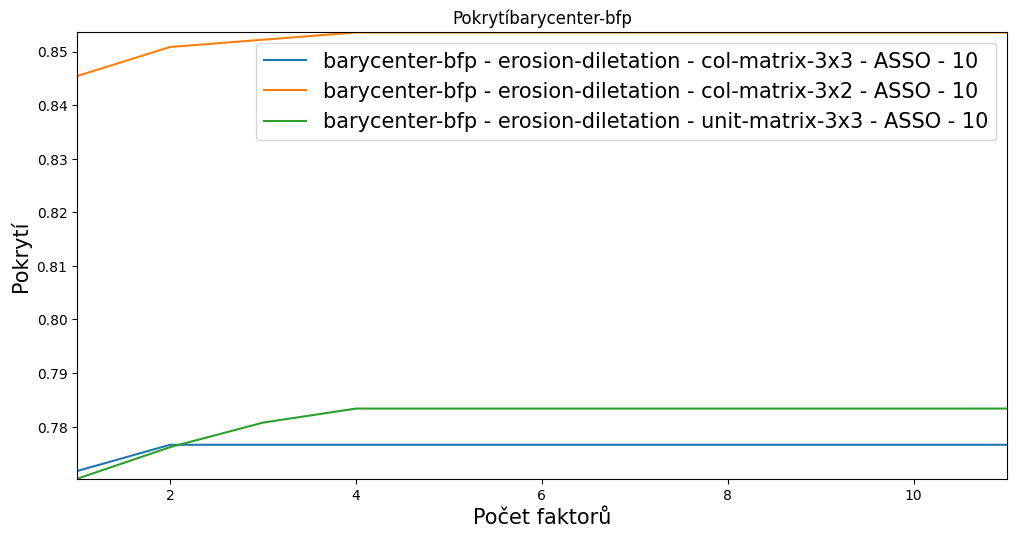 Pokrytíbarycenter-bfp
barycenter-bfp - erosion-diletation - col-matrix-3x3 - ASSO - 10
barycenter-bfp - erosion-diletation - col-matrix-3x2 - ASSO - 10
barycenter-bfp - erosion-diletation - unit-matrix-3x3 - ASSO - 10
Pokrytí
0.85
0.84
0.83
0.82
0.81
0.80
0.79
0.78
2 4 6 8 10
Počet faktorů